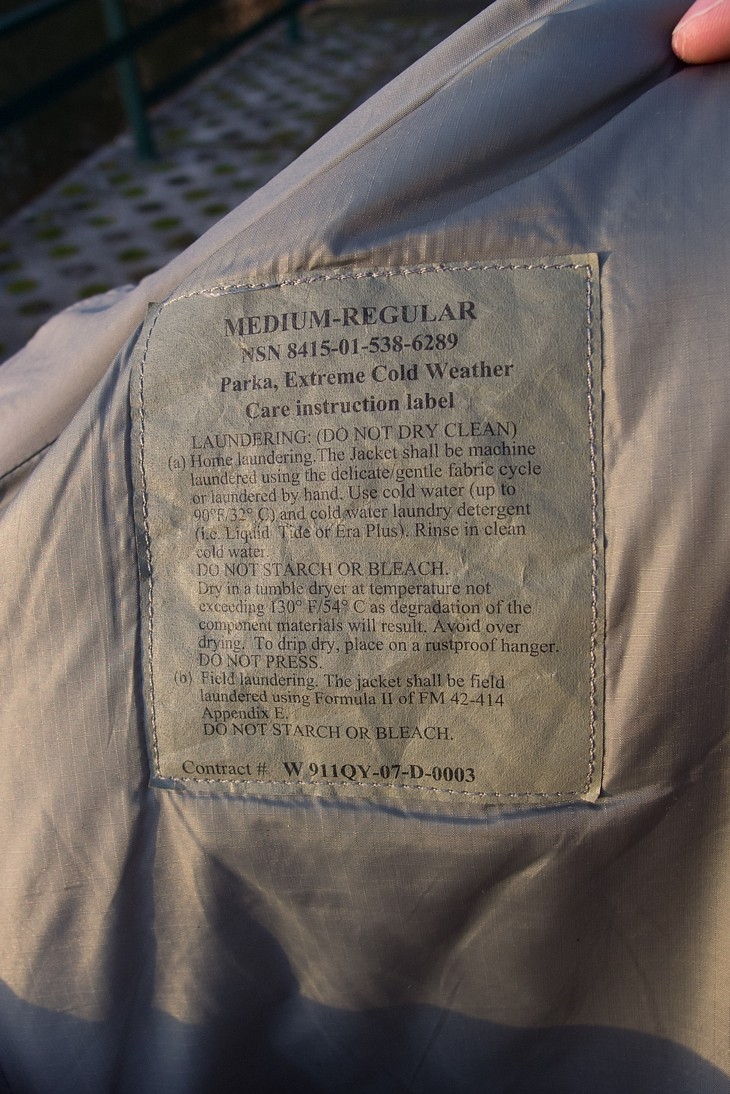 MEDIUM-REGULAR
NSN 8415-01-538-6289
Parka, Extreme Cold Weather
Care instruction label
LAUNDERING: (DO NOT DRY CLEAN)
(a) Home laundering.The Jacket shall be machine
laundered using the delicate/gentle fabric cycle
or laundered by hand. Use cold water (up to
90°F/32° C) and cold water laundry detergent
(i.e. Liquid Tide or Era Plus). Rinse in clean
cold water.
DO NOT STARCH OR BLEACH.
Dry in a tumble dryer at temperature not
exceeding 130° F/54° C as degradation of the
component materials will result. Avoid over
drying. To drip dry, place on a rustproof hanger.
DO NOT PRESS.
(b) Field laundering. The jacket shall be field
laundered using Formula II of FM 42-414
Appendix E.
DO NOT STARCH OR BLEACH.
Contract # W 911QY-07-D-0003